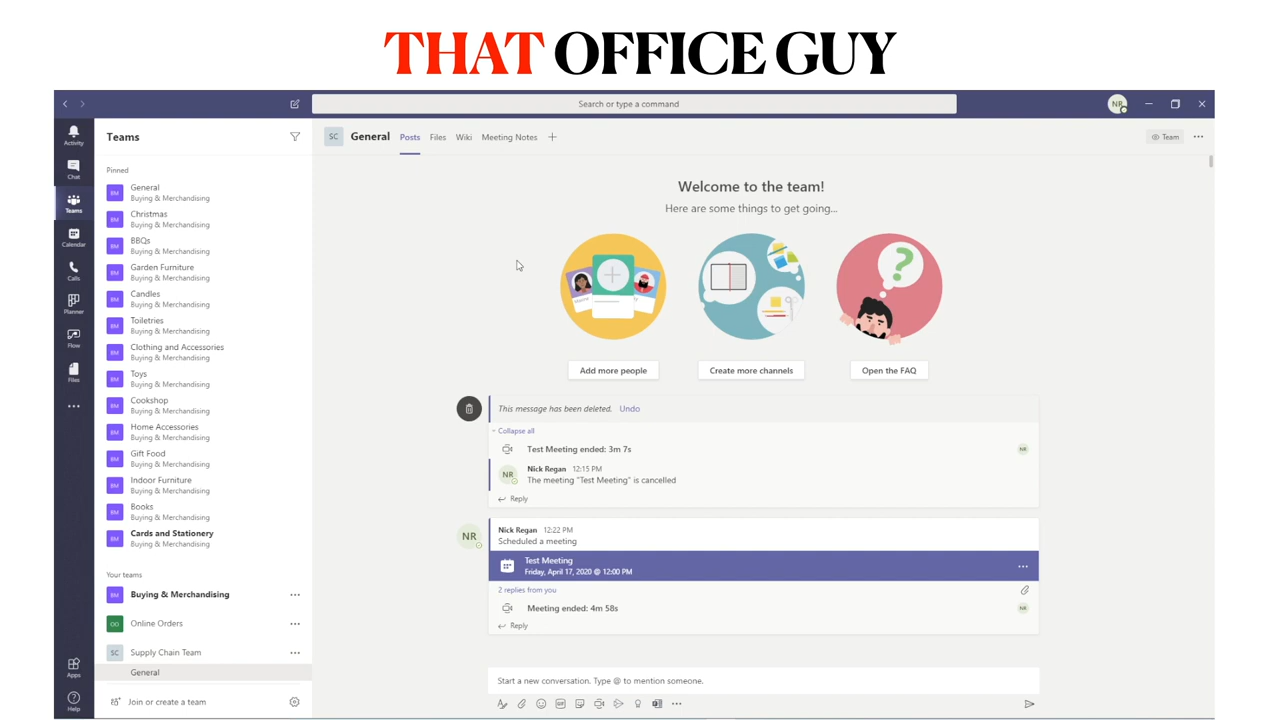 THAT OFFICE GUY
Search or type a command
NR
Activity
Chat
Teams
Calendar
Calls
Planner
Flow
Files
Apps
Help
Teams
Pinned
BM General
Buying & Merchandising
BM Christmas
Buying & Merchandising
BM BBQs
Buying & Merchandising
BM Garden Furniture
Buying & Merchandising
BM Candles
Buying & Merchandising
BM Toiletries
Buying & Merchandising
BM Clothing and Accessories
Buying & Merchandising
BM Toys
Buying & Merchandising
BM Cookshop
Buying & Merchandising
BM Home Accessories
Buying & Merchandising
BM Gift Food
Buying & Merchandising
BM Indoor Furniture
Buying & Merchandising
BM Books
Buying & Merchandising
BM Cards and Stationery
Buying & Merchandising
Your teams
BM Buying & Merchandising
OO Online Orders
SC Supply Chain Team
General
Join or create a team
SC General Posts Files Wiki Meeting Notes
Team
Welcome to the team!
Here are some things to get going...
Add more people
Create more channels
Open the FAQ
This message has been deleted. Undo
Collapse all
Test Meeting ended: 3m 7s NR
NR Nick Regan 12:15 PM
The meeting "Test Meeting" is cancelled
Reply
NR Nick Regan 12:22 PM
Scheduled a meeting
Test Meeting
Friday, April 17, 2020 @ 12:00 PM
2 replies from you
Meeting ended: 4m 58s NR
Reply
Start a new conversation. Type @ to mention someone.
GIF